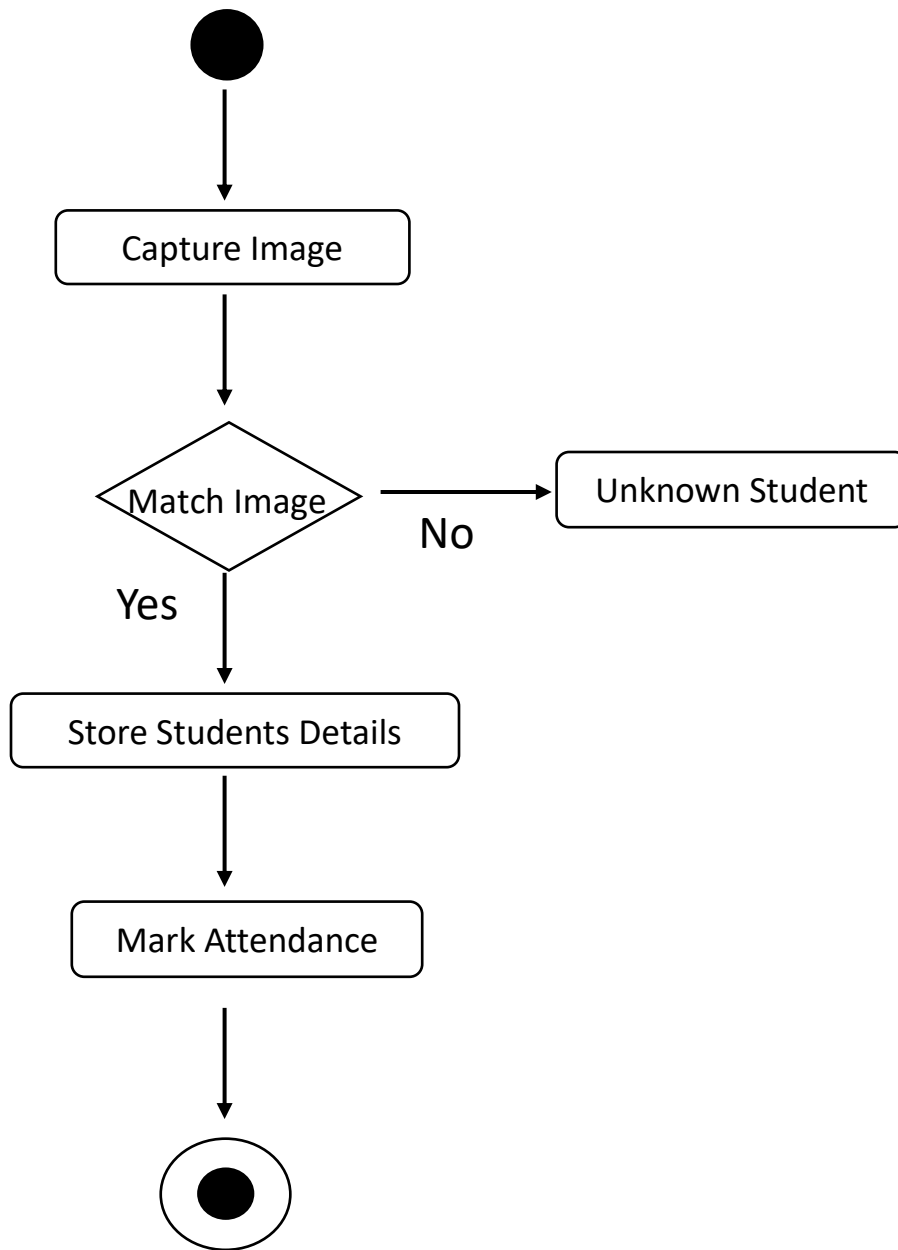 Capture Image
Match Image
Unknown Student
No
Yes
Store Students Details
Mark Attendance